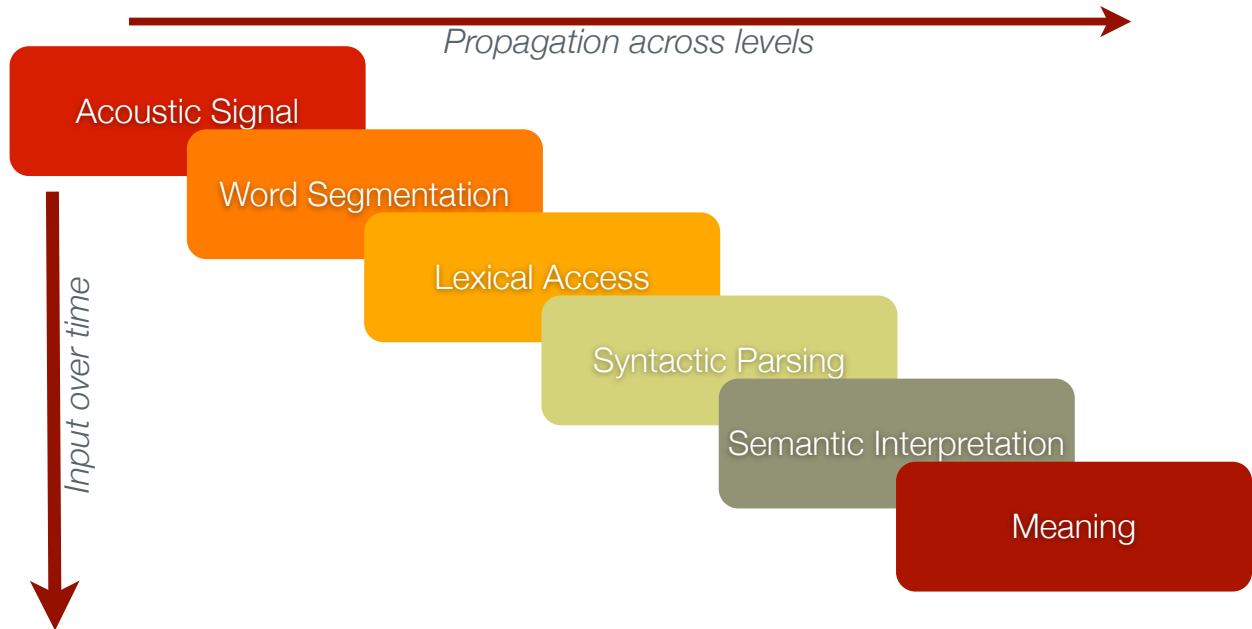 Propagation across levels
Acoustic Signal
Word Segmentation
Lexical Access
Input over time
Syntactic Parsing
Semantic Interpretation
Meaning